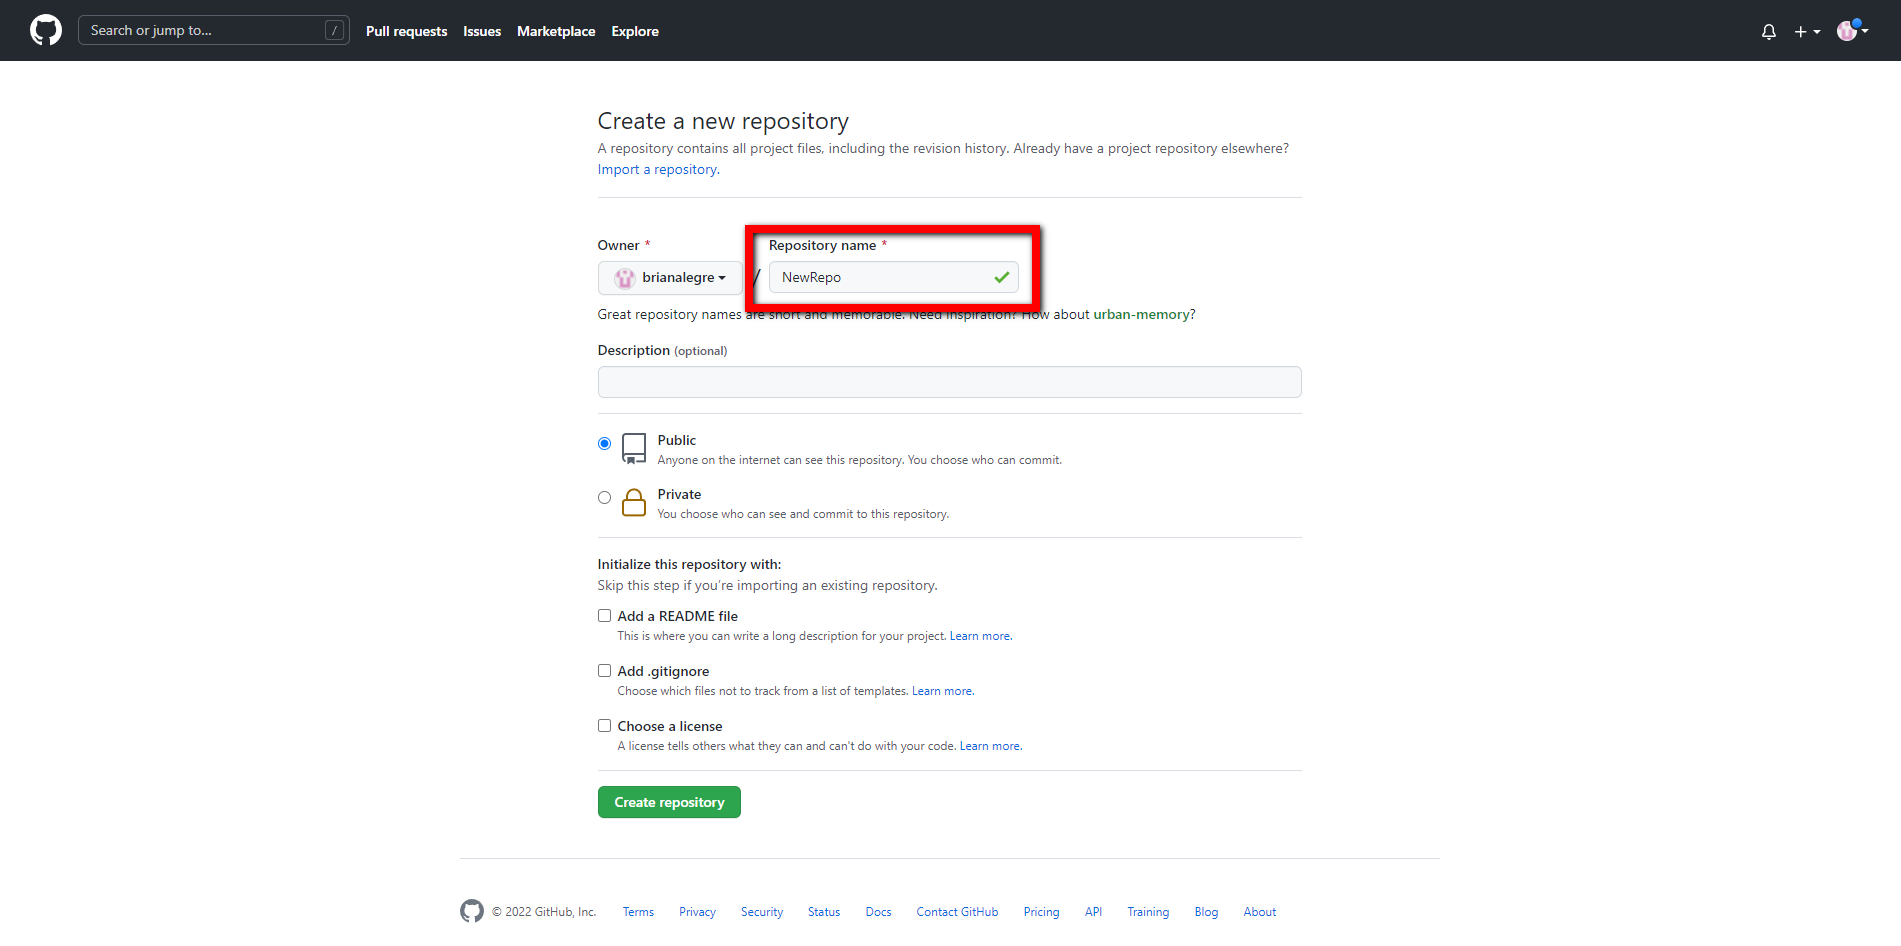 Search or jump to... / Pull requests Issues Marketplace Explore
Create a new repository
A repository contains all project files, including the revision history. Already have a project repository elsewhere?
Import a repository.
Owner * Repository name *
brianalegre / NewRepo
Great repository names are short and memorable. Need inspiration? How about urban-memory?
Description (optional)
Public
Anyone on the internet can see this repository. You choose who can commit.
Private
You choose who can see and commit to this repository.
Initialize this repository with:
Skip this step if you're importing an existing repository.
Add a README file
This is where you can write a long description for your project. Learn more.
Add .gitignore
Choose which files not to track from a list of templates. Learn more.
Choose a license
A license tells others what they can and can't do with your code. Learn more.
Create repository
© 2022 GitHub, Inc. Terms Privacy Security Status Docs Contact GitHub Pricing API Training Blog About